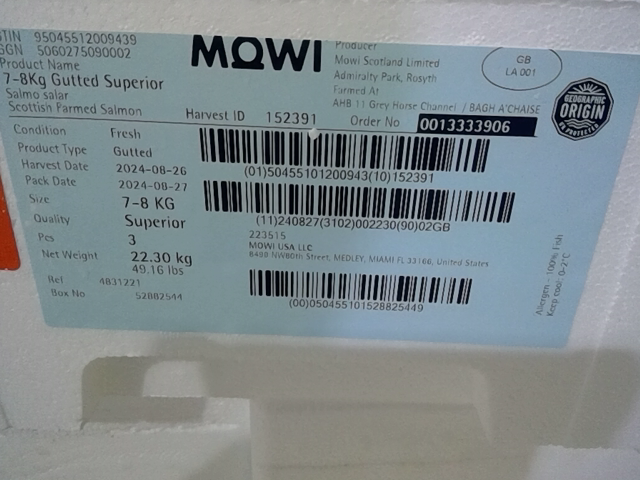 95045512009439
GGN 5060275090002
Product Name
7-8Kg Gutted Superior
Salmo salar
Scottish Farmed Salmon
MOWI
Producer
Mowi Scotland Limited
Admiralty Park, Rosyth
Farmed At
AHB 11 Grey Horse Channel / BAGH A'CHAISE
GB
LA 001
GEOGRAPHIC
ORIGIN
PROTECTED
Harvest ID 152391
Order No 0013333906
Condition Fresh
Product Type Gutted
Harvest Date 2024-08-26
Pack Date 2024-08-27
Size 7-8 KG
Quality Superior
Pcs 3
Net Weight 22.30 kg
49.16 lbs
Ref 4831221
Box No 52882544
(01)50455101200943(10)152391
(11)240827(3102)002230(90)02GB
223515
MOWI USA LLC
8490 NW80th Street, MEDLEY, MIAMI FL 33166, United States
(00)050455101528825449
Allergen - 100% Fish
Keep cool: 0-2°C